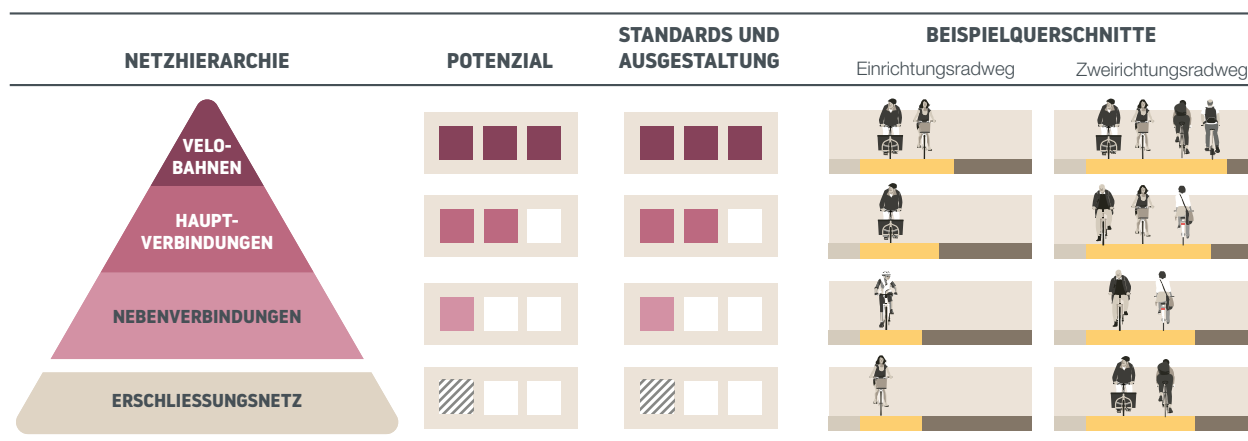 NETZHIERARCHIE
POTENZIAL
STANDARDS UND
AUSGESTALTUNG
BEISPIELQUERSCHNITTE
Einrichtungsradweg
Zweirichtungsradweg
VELO-
BAHNEN
HAUPT-
VERBINDUNGEN
NEBENVERBINDUNGEN
ERSCHLIESSUNGSNETZ